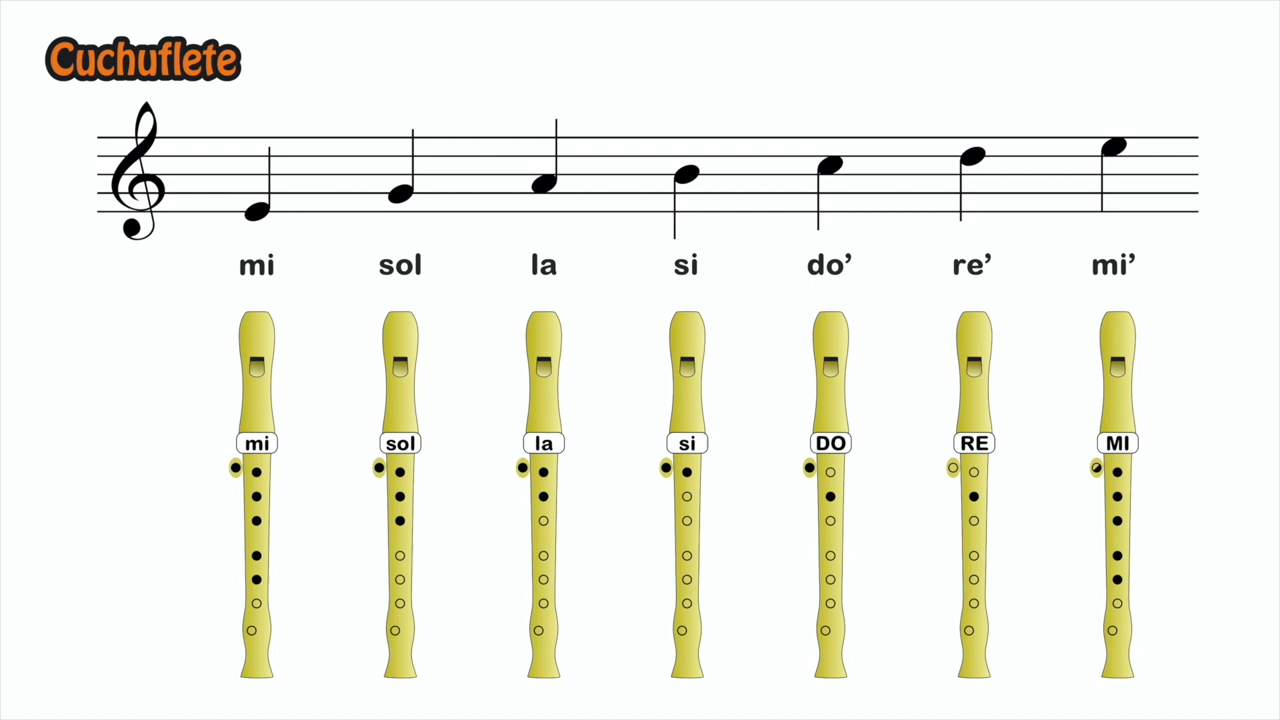 Cuchuflete
mi sol la si do’ re’ mi’
mi sol la si DO RE MI